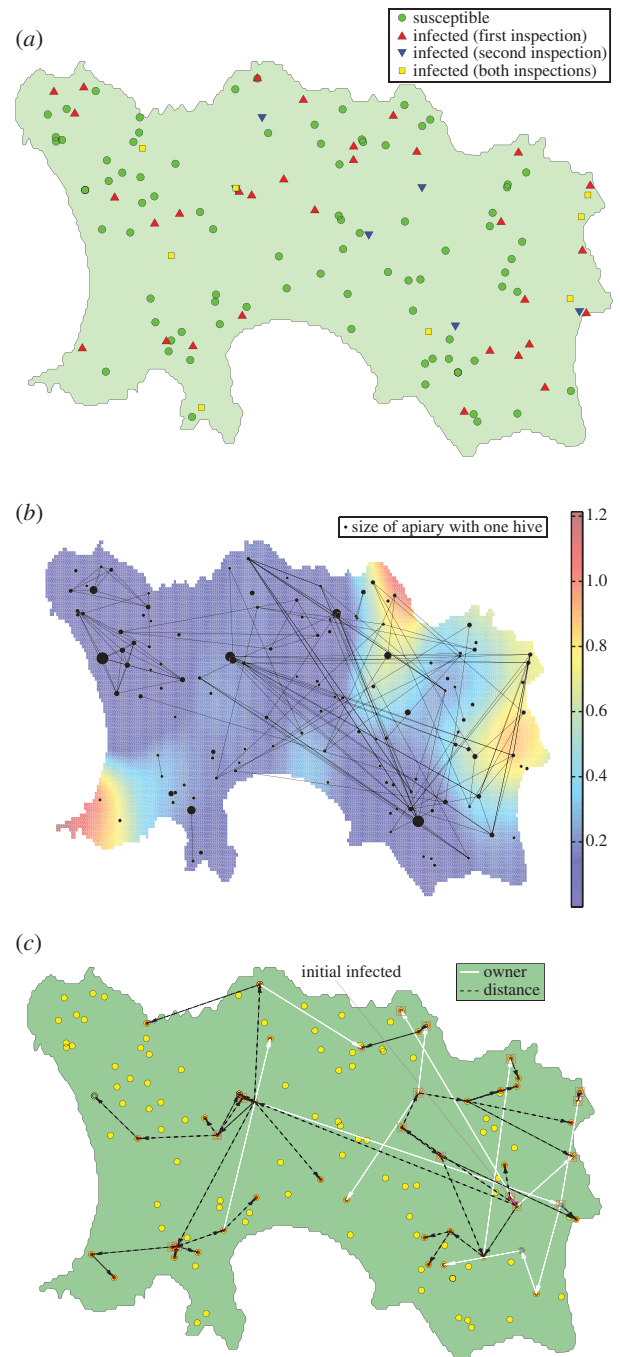 (a)
susceptible
infected (first inspection)
infected (second inspection)
infected (both inspections)
(b)
size of apiary with one hive
1.2
1.0
0.8
0.6
0.4
0.2
(c)
initial infected
owner
distance